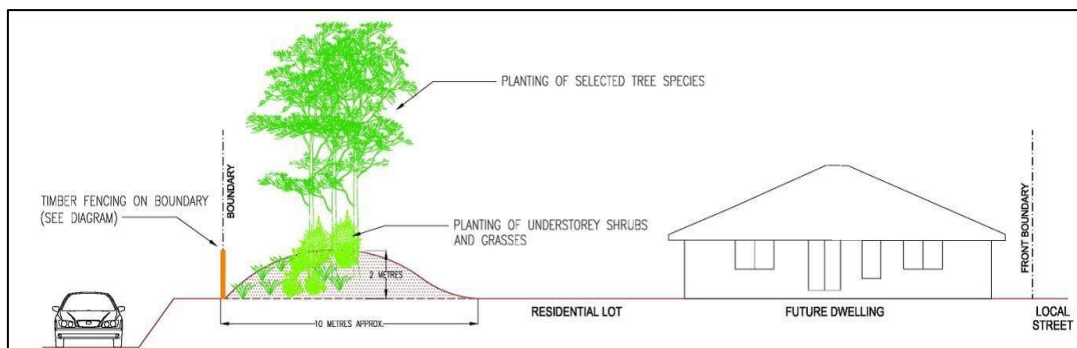 PLANTING OF SELECTED TREE SPECIES
TIMBER FENCING ON BOUNDARY
(SEE DIAGRAM)
BOUNDARY
PLANTING OF UNDERSTOREY SHRUBS
AND GRASSES
2 METRES
10 METRES APPROX.
RESIDENTIAL LOT
FUTURE DWELLING
FRONT BOUNDARY
LOCAL
STREET